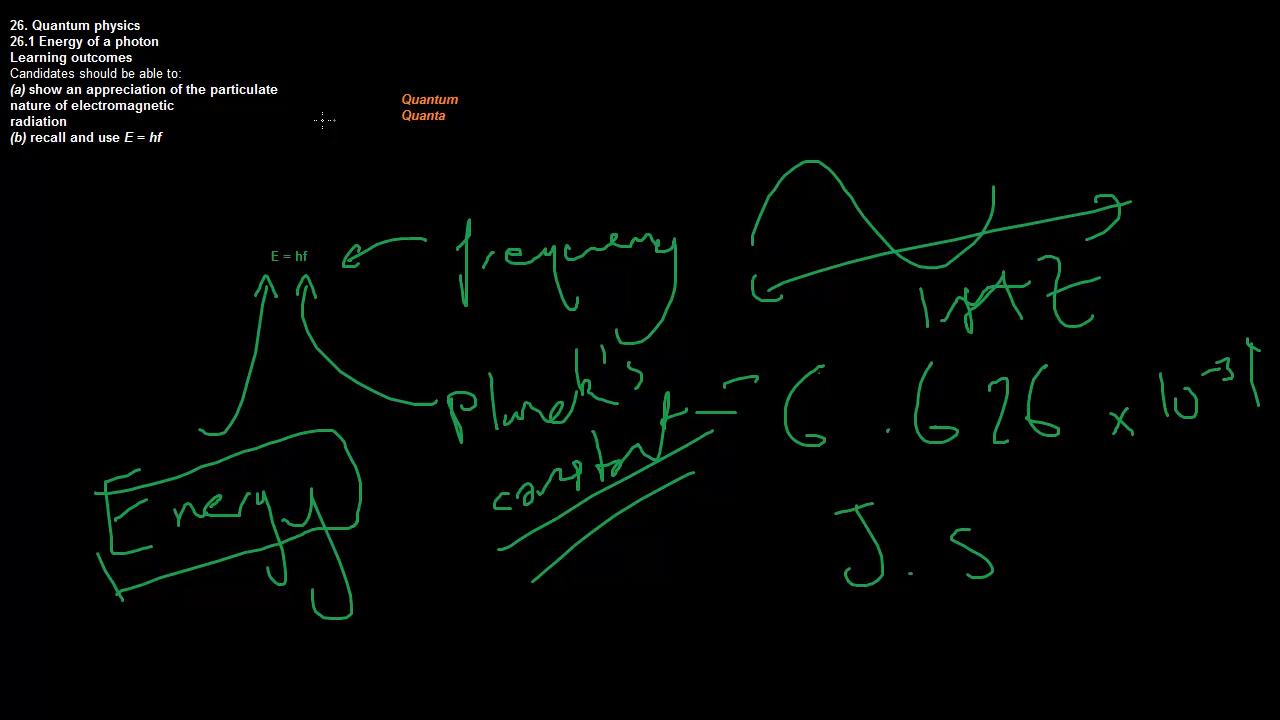 26. Quantum physics
26.1 Energy of a photon
Learning outcomes
Candidates should be able to:
(a) show an appreciation of the particulate
nature of electromagnetic
radiation
(b) recall and use E = hf
Quantum
Quanta
E = hf
frequency
1 Hz
Planck's
constant = 6.626 × 10⁻³⁴
Energy
J.s